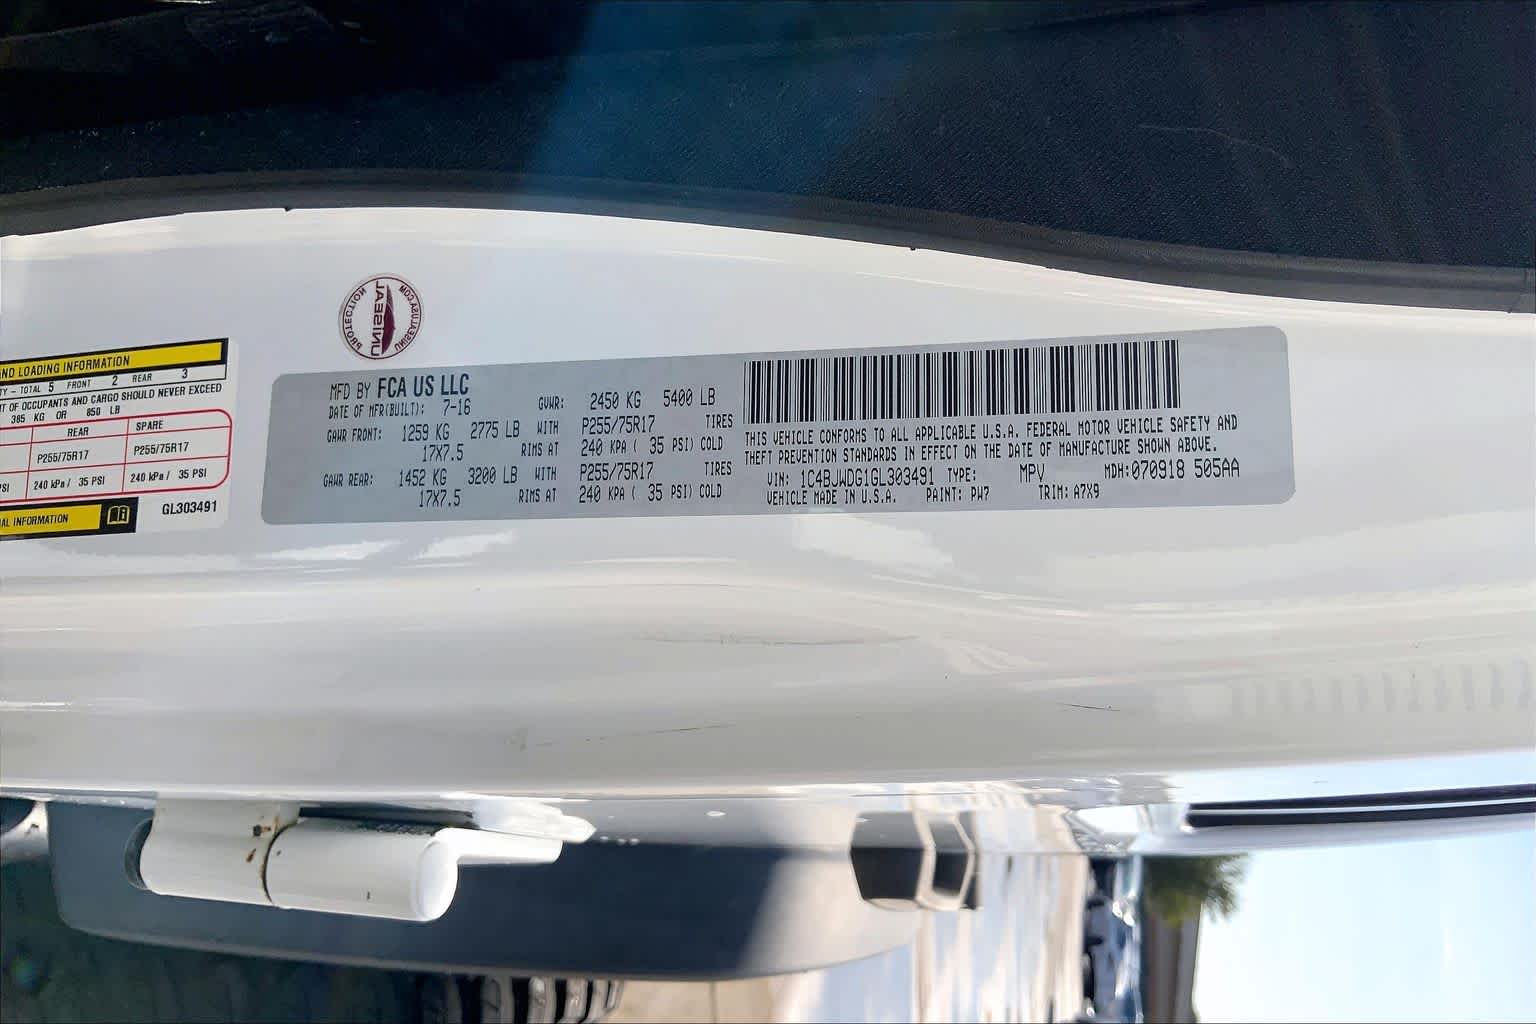 UNISEAL
PROTECTION
UNISEALUSA.COM
ND LOADING INFORMATION
TY – TOTAL 5 FRONT 2 REAR 3
T OF OCCUPANTS AND CARGO SHOULD NEVER EXCEED
385 KG OR 850 LB
REAR SPARE
P255/75R17 P255/75R17
PSI 240 kPa / 35 PSI 240 kPa / 35 PSI
AL INFORMATION
GL303491
MFD BY FCA US LLC
DATE OF MFR(BUILT): 7-16 GVWR: 2450 KG 5400 LB
GAWR FRONT: 1259 KG 2775 LB WITH P255/75R17 TIRES
17X7.5 RIMS AT 240 KPA ( 35 PSI) COLD
GAWR REAR: 1452 KG 3200 LB WITH P255/75R17 TIRES
17X7.5 RIMS AT 240 KPA ( 35 PSI) COLD
THIS VEHICLE CONFORMS TO ALL APPLICABLE U.S.A. FEDERAL MOTOR VEHICLE SAFETY AND
THEFT PREVENTION STANDARDS IN EFFECT ON THE DATE OF MANUFACTURE SHOWN ABOVE.
VIN: 1C4BJWDG1GL303491 TYPE: MPV MDH:070918 505AA
VEHICLE MADE IN U.S.A. PAINT: PW7 TRIM: A7X9